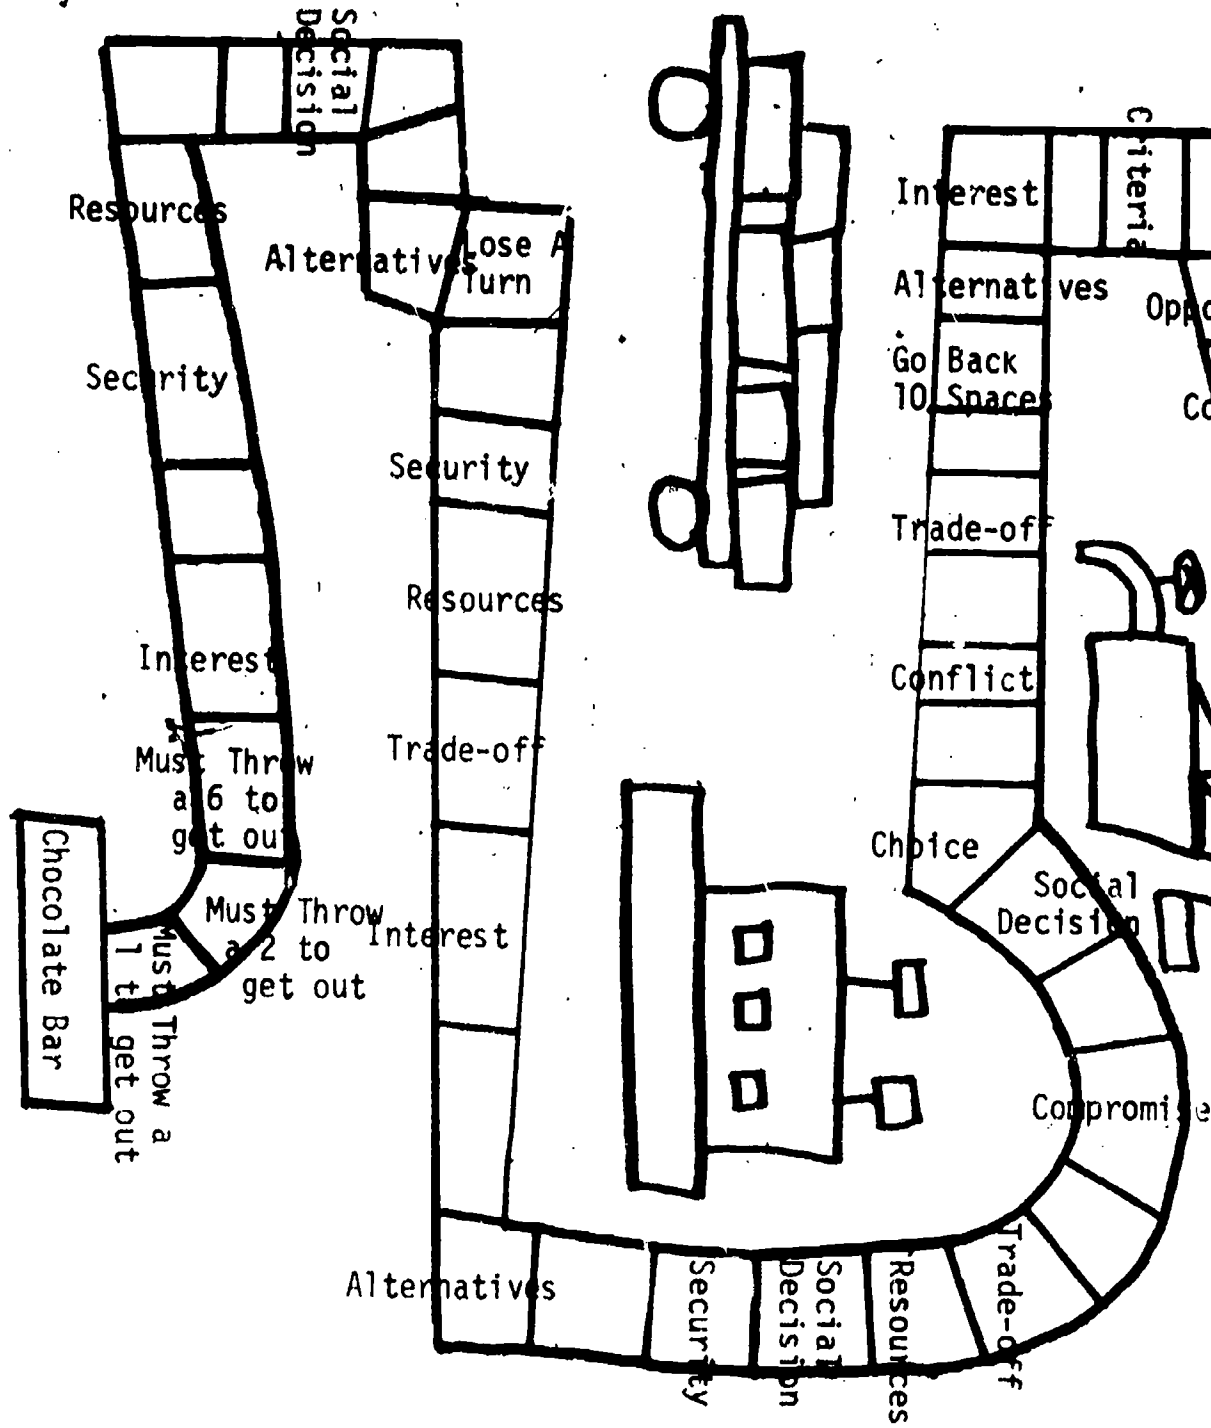 Social
Decision
Resources
Alternatives
Lose A
Turn
Security
Security
Resources
Interest
Trade-off
Must Throw
a 6 to
get out
Must Throw
a 2 to
get out
Must Throw a
1 to get out
Chocolate Bar
Interest
Alternatives
Security
Social
Decision
Resources
Trade-off
Compromise
Social
Decision
Choice
Conflict
Trade-off
Go Back
10 Spaces
Alternatives
Interest
Criteria
Oppo
Co